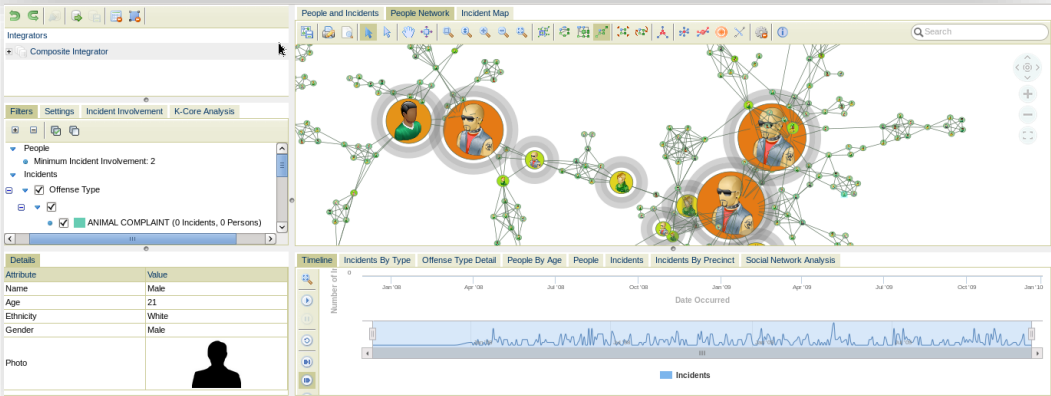 Integrators
Composite Integrator
Filters Settings Incident Involvement K-Core Analysis
People
Minimum Incident Involvement: 2
Incidents
Offense Type
ANIMAL COMPLAINT (0 Incidents, 0 Persons)
Details
Attribute Value
Name Male
Age 21
Ethnicity White
Gender Male
Photo
People and Incidents People Network Incident Map
Search
Timeline Incidents By Type Offense Type Detail People By Age People Incidents Incidents By Precinct Social Network Analysis
Number of I
0
Jan '08 Apr '08 Jul '08 Oct '08 Jan '09 Apr '09 Jul '09 Oct '09 Jan '10
Date Occurred
Incidents